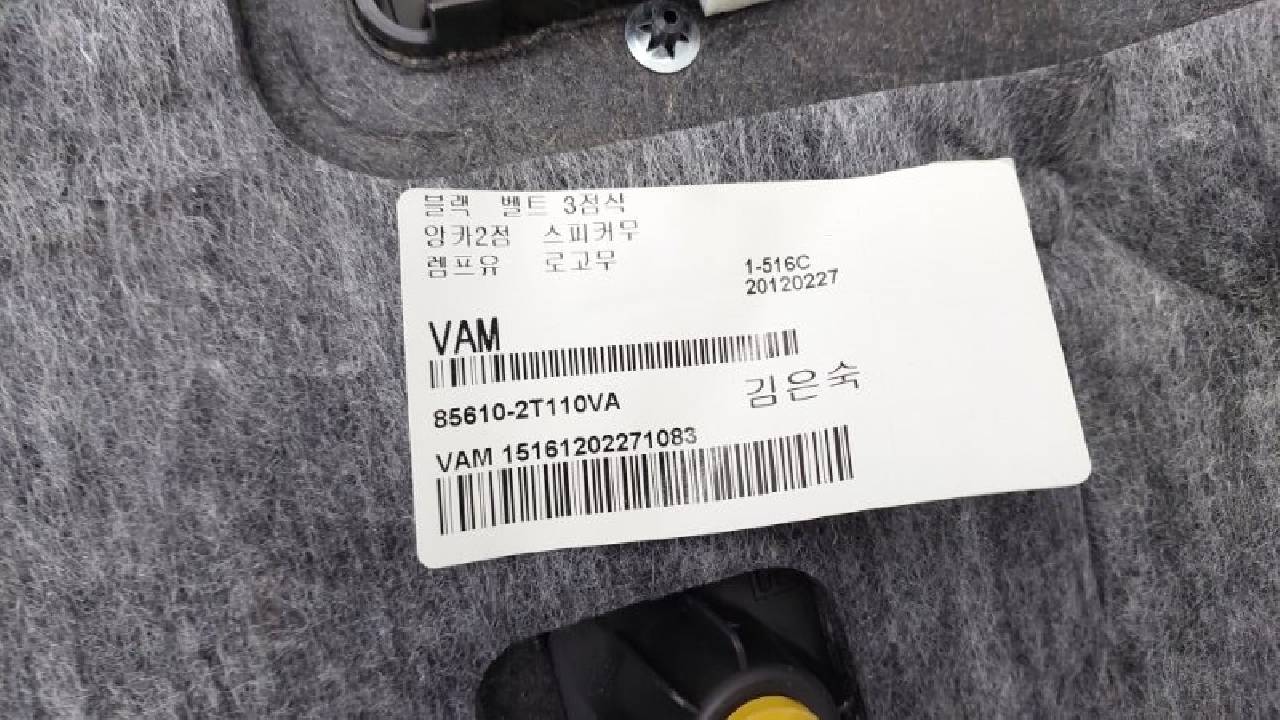 블랙 벨트 3점식
앙카2점 스피커무
렘프유 로고무
1-516C
20120227
VAM
85610-2T110VA
김은숙
VAM 15161202271083